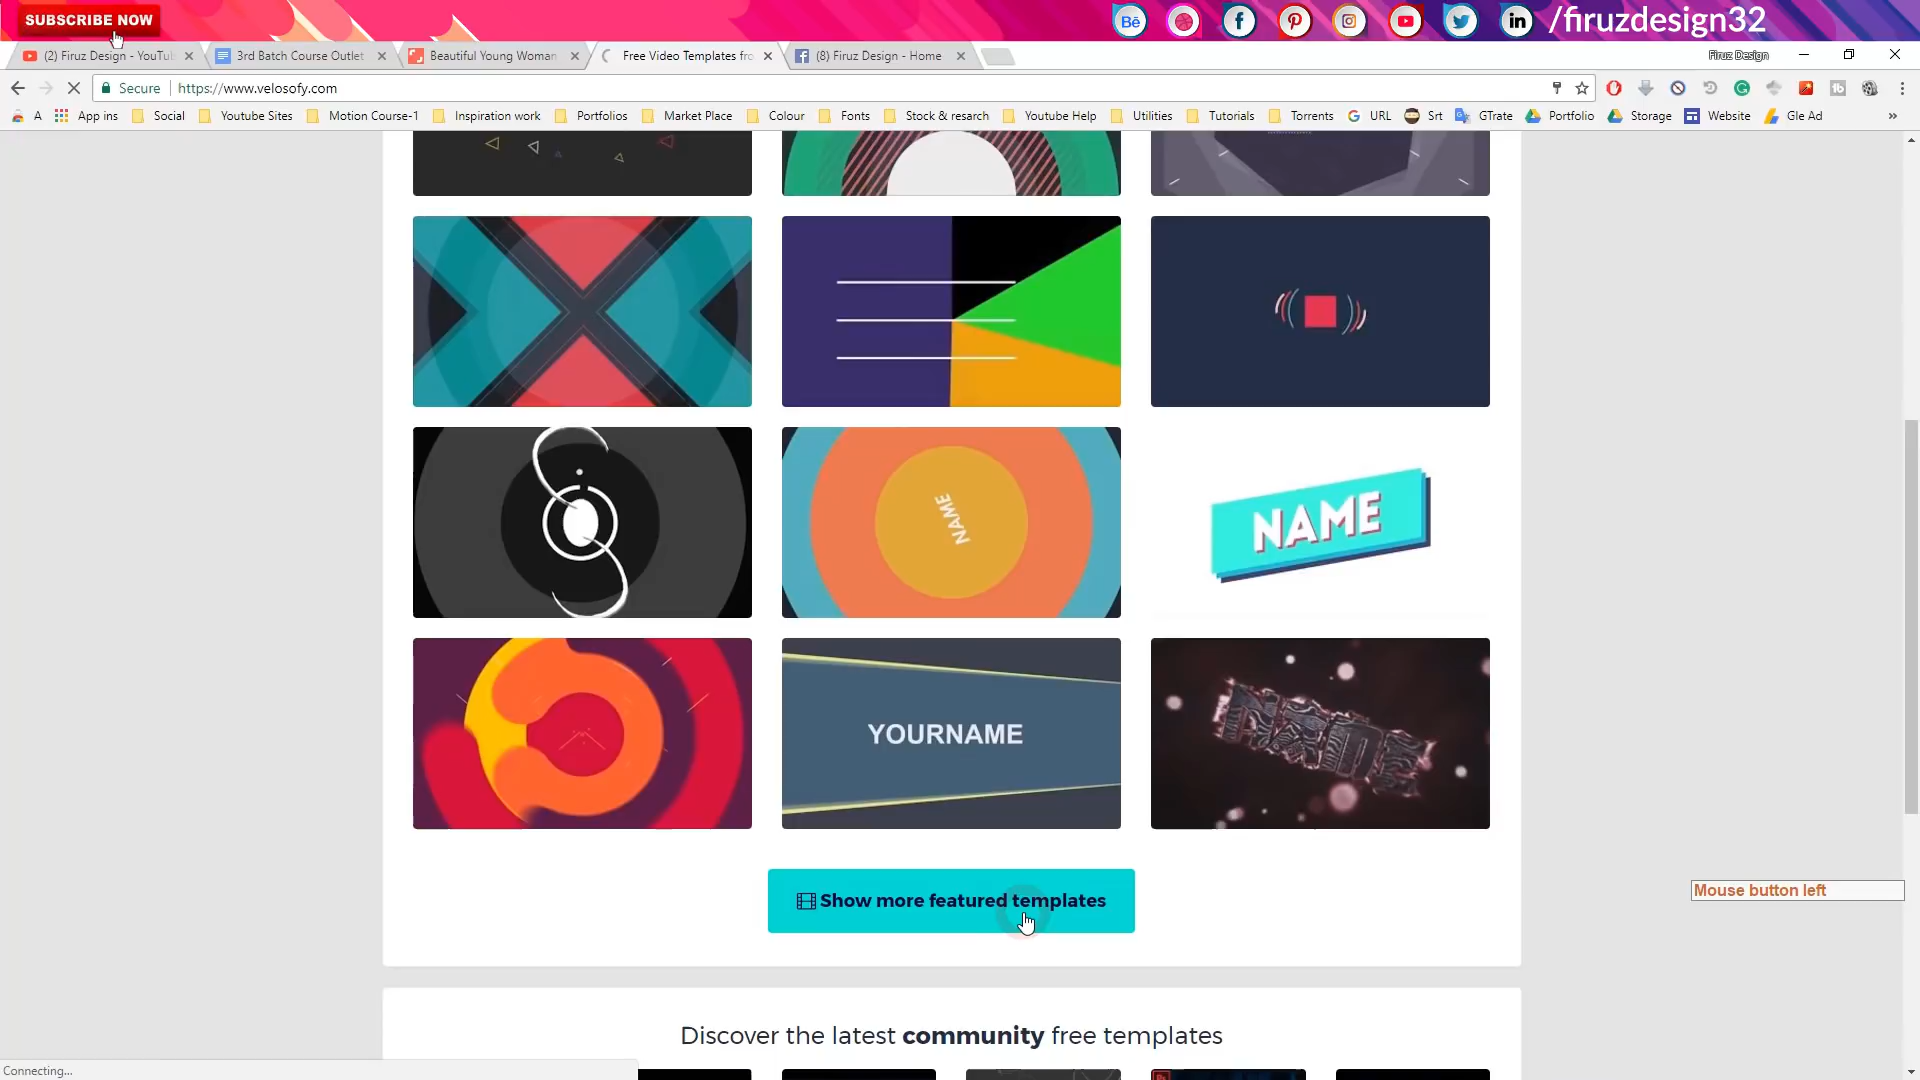 SUBSCRIBE NOW
Bē
/firuzdesign32
(2) Firuz Design - YouTub
3rd Batch Course Outlet
Beautiful Young Woman
Free Video Templates fro
(8) Firuz Design - Home
Firuz Design
Secure
https://www.velosofy.com
A
App ins
Social
Youtube Sites
Motion Course-1
Inspiration work
Portfolios
Market Place
Colour
Fonts
Stock & resarch
Youtube Help
Utilities
Tutorials
Torrents
URL
Srt
GTrate
Portfolio
Storage
Website
Gle Ad
NAME
NAME
YOURNAME
Show more featured templates
Mouse button left
Discover the latest community free templates
Connecting...